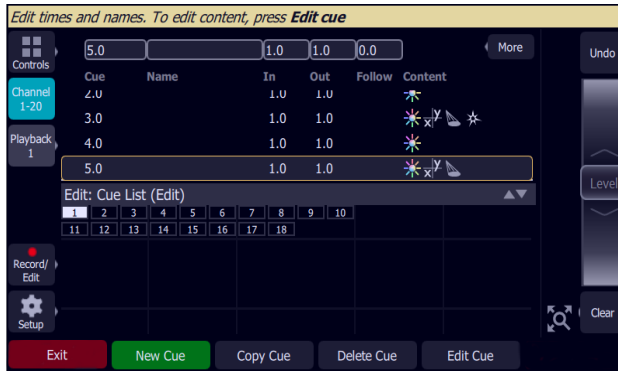 Edit times and names. To edit content, press Edit cue
Controls
5.0 1.0 1.0 0.0 More Undo
Cue Name In Out Follow Content
Channel
1-20
2.0 1.0 1.0
3.0 1.0 1.0 x y
Playback
1
4.0 1.0 1.0
5.0 1.0 1.0 x y
Level
Edit: Cue List (Edit)
1 2 3 4 5 6 7 8 9 10
11 12 13 14 15 16 17 18
Record/
Edit
Setup
Clear
Exit New Cue Copy Cue Delete Cue Edit Cue